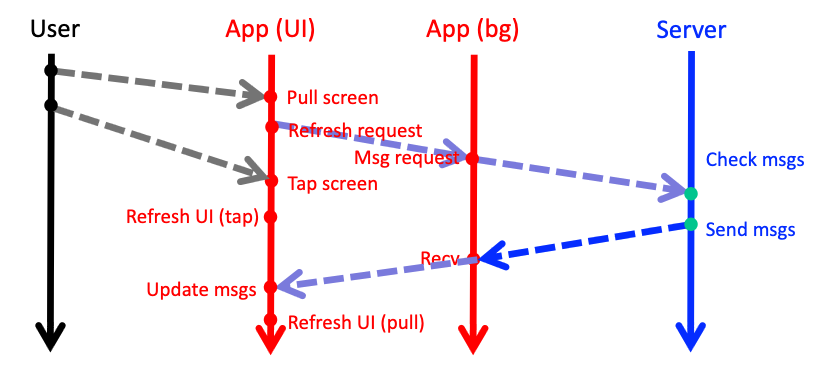 User
App (UI)
App (bg)
Server
Pull screen
Refresh request
Msg request
Check msgs
Tap screen
Refresh UI (tap)
Send msgs
Recv
Update msgs
Refresh UI (pull)